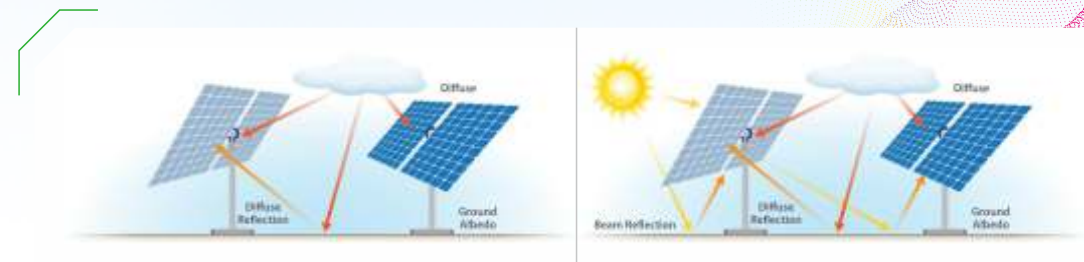 Diffuse
Diffuse
Reflection
Ground
Albedo
Diffuse
Beam Reflection
Diffuse
Reflection
Ground
Albedo